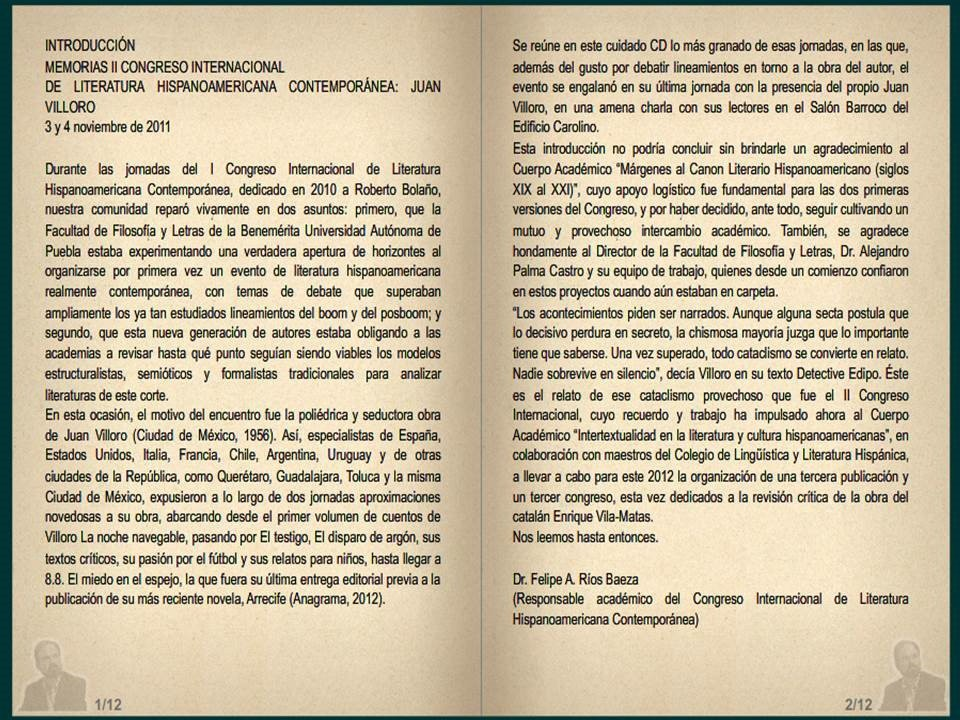 INTRODUCCIÓN
MEMORIAS II CONGRESO INTERNACIONAL
DE LITERATURA HISPANOAMERICANA CONTEMPORÁNEA: JUAN
VILLORO
3 y 4 noviembre de 2011
Durante las jornadas del I Congreso Internacional de Literatura
Hispanoamericana Contemporánea, dedicado en 2010 a Roberto Bolaño,
nuestra comunidad reparó vivamente en dos asuntos: primero, que la
Facultad de Filosofía y Letras de la Benemérita Universidad Autónoma de
Puebla estaba experimentando una verdadera apertura de horizontes al
organizarse por primera vez un evento de literatura hispanoamericana
realmente contemporánea, con temas de debate que superaban
ampliamente los ya tan estudiados lineamientos del boom y del posboom; y
segundo, que esta nueva generación de autores estaba obligando a las
academias a revisar hasta qué punto seguían siendo viables los modelos
estructuralistas, semióticos y formalistas tradicionales para analizar
literaturas de este corte.
En esta ocasión, el motivo del encuentro fue la poliédrica y seductora obra
de Juan Villoro (Ciudad de México, 1956). Así, especialistas de España,
Estados Unidos, Italia, Francia, Chile, Argentina, Uruguay y de otras
ciudades de la República, como Querétaro, Guadalajara, Toluca y la misma
Ciudad de México, expusieron a lo largo de dos jornadas aproximaciones
novedosas a su obra, abarcando desde el primer volumen de cuentos de
Villoro La noche navegable, pasando por El testigo, El disparo de argón, sus
textos críticos, su pasión por el fútbol y sus relatos para niños, hasta llegar a
8.8. El miedo en el espejo, la que fuera su última entrega editorial previa a la
publicación de su más reciente novela, Arrecife (Anagrama, 2012).
1/12
Se reúne en este cuidado CD lo más granado de esas jornadas, en las que,
además del gusto por debatir lineamientos en torno a la obra del autor, el
evento se engalanó en su última jornada con la presencia del propio Juan
Villoro, en una amena charla con sus lectores en el Salón Barroco del
Edificio Carolino.
Esta introducción no podría concluir sin brindarle un agradecimiento al
Cuerpo Académico “Márgenes al Canon Literario Hispanoamericano (siglos
XIX al XXI)”, cuyo apoyo logístico fue fundamental para las dos primeras
versiones del Congreso, y por haber decidido, ante todo, seguir cultivando un
mutuo y provechoso intercambio académico. También, se agradece
hondamente al Director de la Facultad de Filosofía y Letras, Dr. Alejandro
Palma Castro y su equipo de trabajo, quienes desde un comienzo confiaron
en estos proyectos cuando aún estaban en carpeta.
“Los acontecimientos piden ser narrados. Aunque alguna secta postula que
lo decisivo perdura en secreto, la chismosa mayoría juzga que lo importante
tiene que saberse. Una vez superado, todo cataclismo se convierte en relato.
Nadie sobrevive en silencio”, decía Villoro en su texto Detective Edipo. Éste
es el relato de ese cataclismo provechoso que fue el II Congreso
Internacional, cuyo recuerdo y trabajo ha impulsado ahora al Cuerpo
Académico “Intertextualidad en la literatura y cultura hispanoamericanas”, en
colaboración con maestros del Colegio de Lingüística y Literatura Hispánica,
a llevar a cabo para este 2012 la organización de una tercera publicación y
un tercer congreso, esta vez dedicados a la revisión crítica de la obra del
catalán Enrique Vila-Matas.
Nos leemos hasta entonces.
Dr. Felipe A. Ríos Baeza
(Responsable académico del Congreso Internacional de Literatura
Hispanoamericana Contemporánea)
2/12